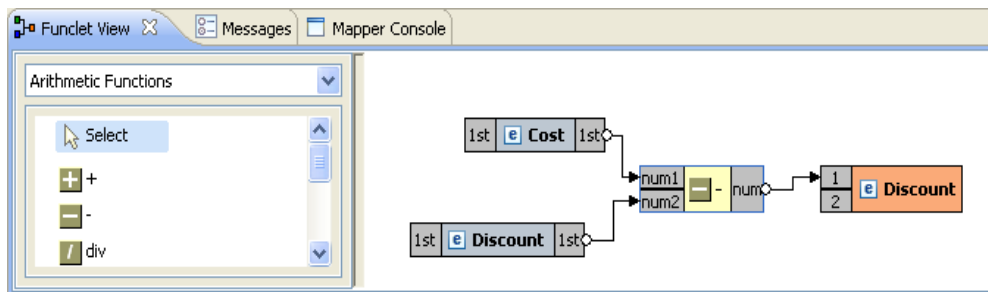 Funclet View Messages Mapper Console
Arithmetic Functions
Select
+
-
div
1st e Cost 1st
num1
num2
- num
1
2
e Discount
1st e Discount 1st